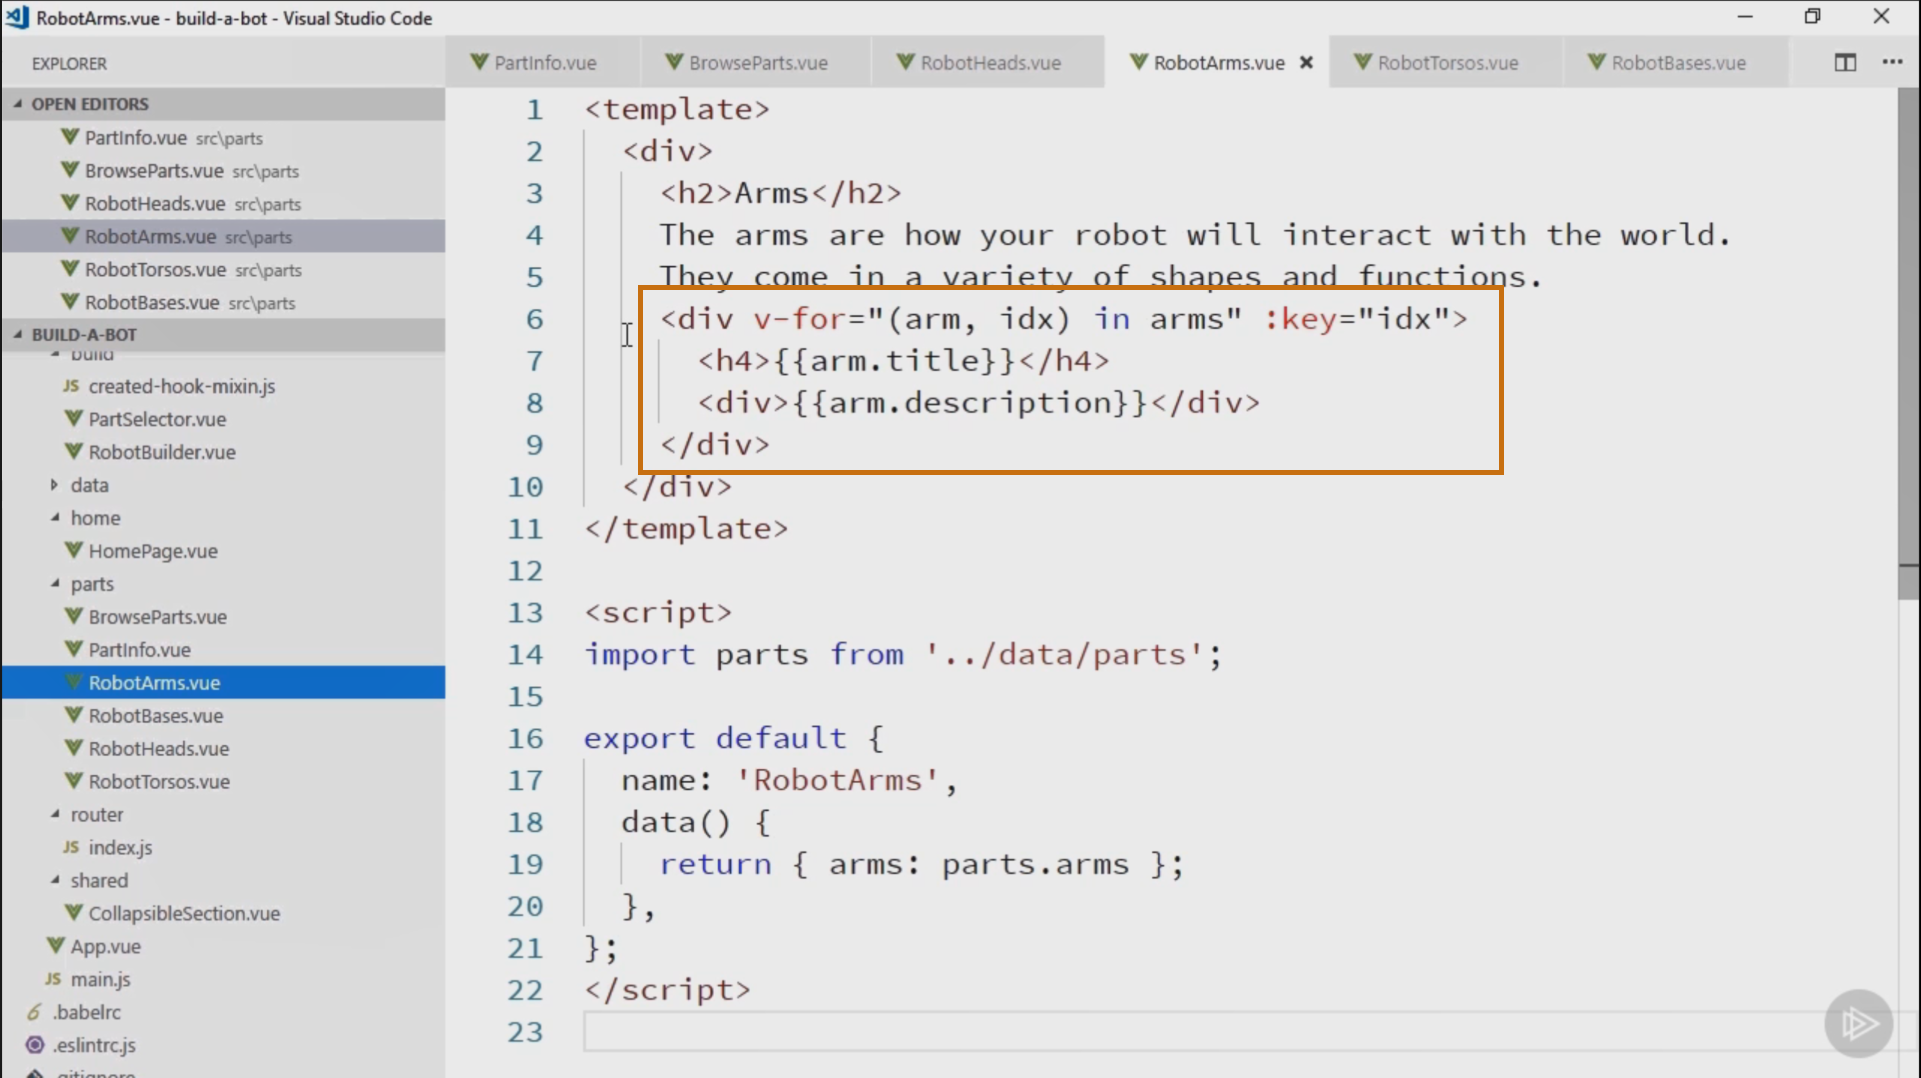 RobotArms.vue - build-a-bot - Visual Studio Code
EXPLORER
PartInfo.vue BrowseParts.vue RobotHeads.vue RobotArms.vue RobotTorsos.vue RobotBases.vue
OPEN EDITORS
PartInfo.vue src\parts
BrowseParts.vue src\parts
RobotHeads.vue src\parts
RobotArms.vue src\parts
RobotTorsos.vue src\parts
RobotBases.vue src\parts
BUILD-A-BOT
build
JS created-hook-mixin.js
PartSelector.vue
RobotBuilder.vue
data
home
HomePage.vue
parts
BrowseParts.vue
PartInfo.vue
RobotArms.vue
RobotBases.vue
RobotHeads.vue
RobotTorsos.vue
router
JS index.js
shared
CollapsibleSection.vue
App.vue
JS main.js
.babelrc
.eslintrc.js
.gitignore
1 <template>
2 <div>
3 <h2>Arms</h2>
4 The arms are how your robot will interact with the world.
5 They come in a variety of shapes and functions.
6 <div v-for="(arm, idx) in arms" :key="idx">
7 <h4>{{arm.title}}</h4>
8 <div>{{arm.description}}</div>
9 </div>
10 </div>
11 </template>
12
13 <script>
14 import parts from '../data/parts';
15
16 export default {
17 name: 'RobotArms',
18 data() {
19 return { arms: parts.arms };
20 },
21 };
22 </script>
23